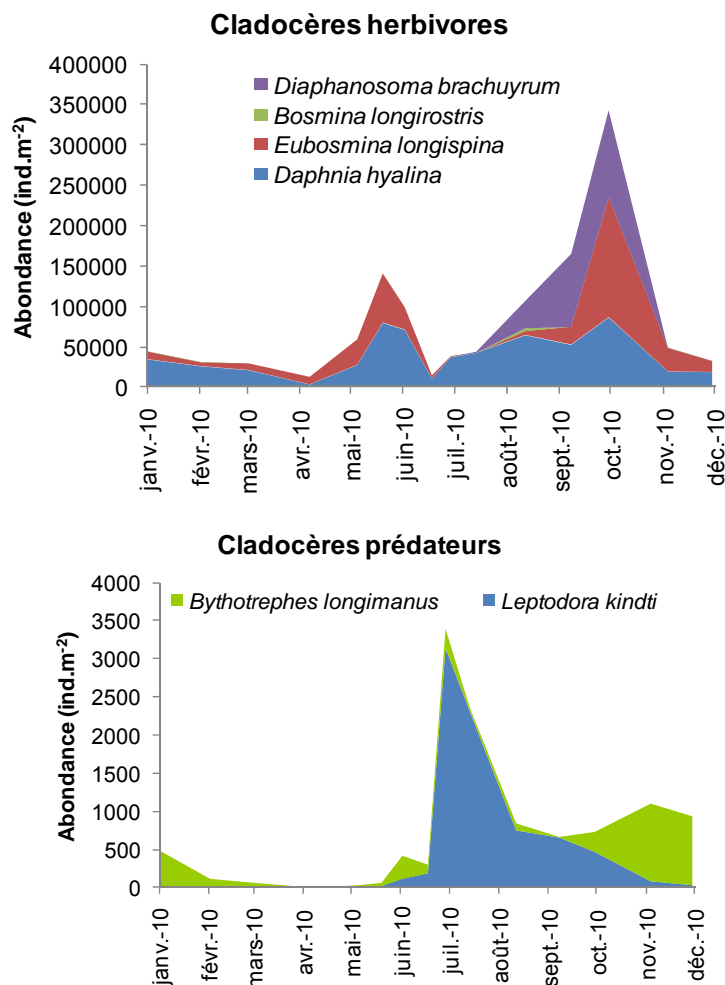 Cladocères herbivores
Abondance (ind.m-2)
400000
350000
300000
250000
200000
150000
100000
50000
0
Diaphanosoma brachuyrum
Bosmina longirostris
Eubosmina longispina
Daphnia hyalina
janv.-10
févr.-10
mars-10
avr.-10
mai-10
juin-10
juil.-10
août-10
sept.-10
oct.-10
nov.-10
déc.-10
Cladocères prédateurs
Abondance (ind.m-2)
4000
3500
3000
2500
2000
1500
1000
500
0
Bythotrephes longimanus
Leptodora kindti
janv.-10
févr.-10
mars-10
avr.-10
mai-10
juin-10
juil.-10
août-10
sept.-10
oct.-10
nov.-10
déc.-10